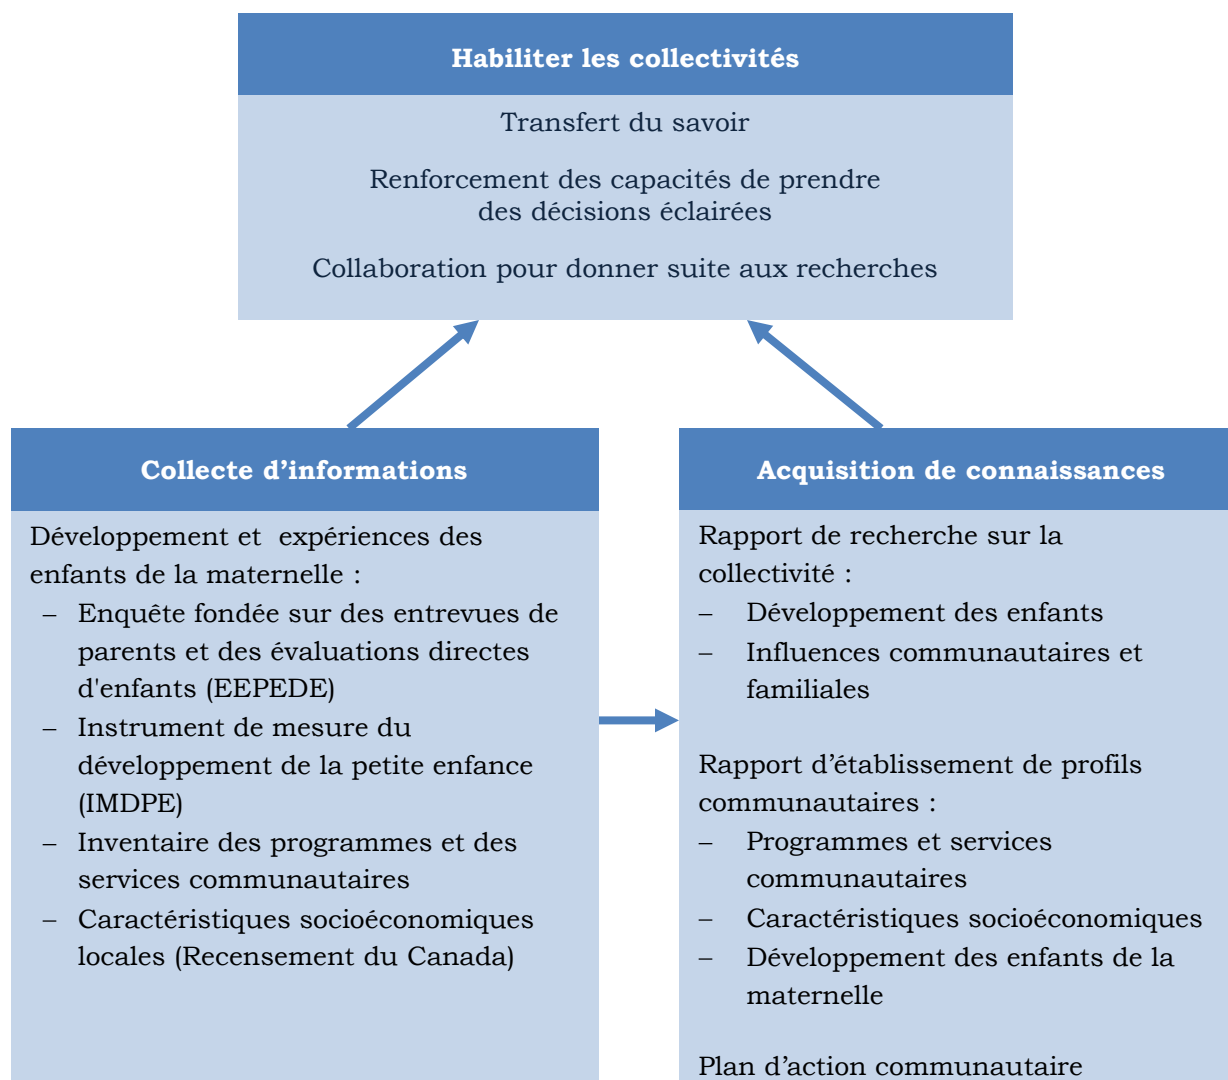 Habiliter les collectivités
Transfert du savoir
Renforcement des capacités de prendre
des décisions éclairées
Collaboration pour donner suite aux recherches
Collecte d’informations
Développement et  expériences des
enfants de la maternelle :
– Enquête fondée sur des entrevues de
parents et des évaluations directes
d'enfants (EEPEDE)
– Instrument de mesure du
développement de la petite enfance
(IMDPE)
– Inventaire des programmes et des
services communautaires
– Caractéristiques socioéconomiques
locales (Recensement du Canada)
Acquisition de connaissances
Rapport de recherche sur la
collectivité :
– Développement des enfants
– Influences communautaires et
familiales
Rapport d’établissement de profils
communautaires :
– Programmes et services
communautaires
– Caractéristiques socioéconomiques
– Développement des enfants de la
maternelle
Plan d’action communautaire